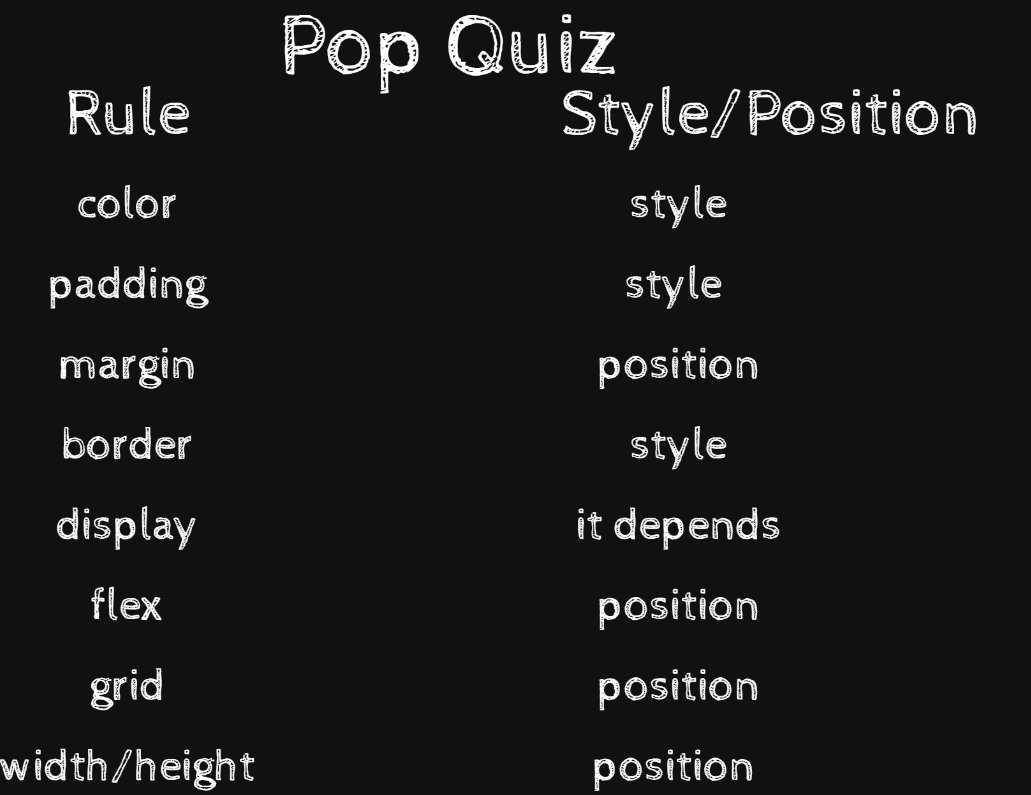 Pop Quiz
Rule Style/Position
color style
padding style
margin position
border style
display it depends
flex position
grid position
width/height position